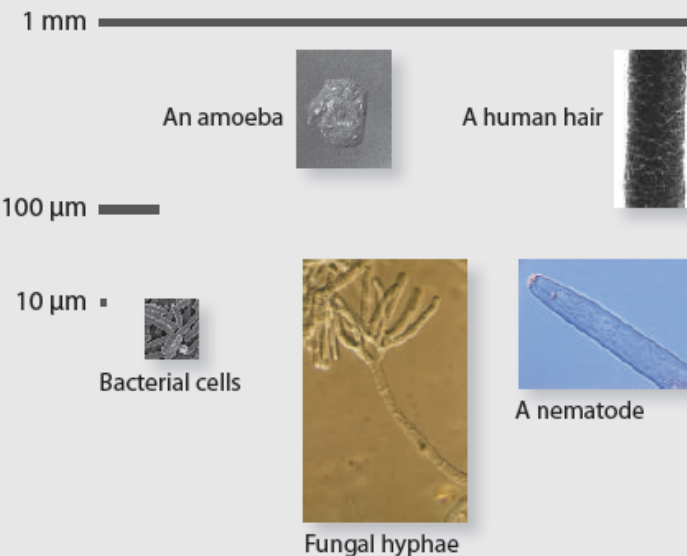 1 mm
An amoeba
A human hair
100 µm
10 µm
Bacterial cells
A nematode
Fungal hyphae